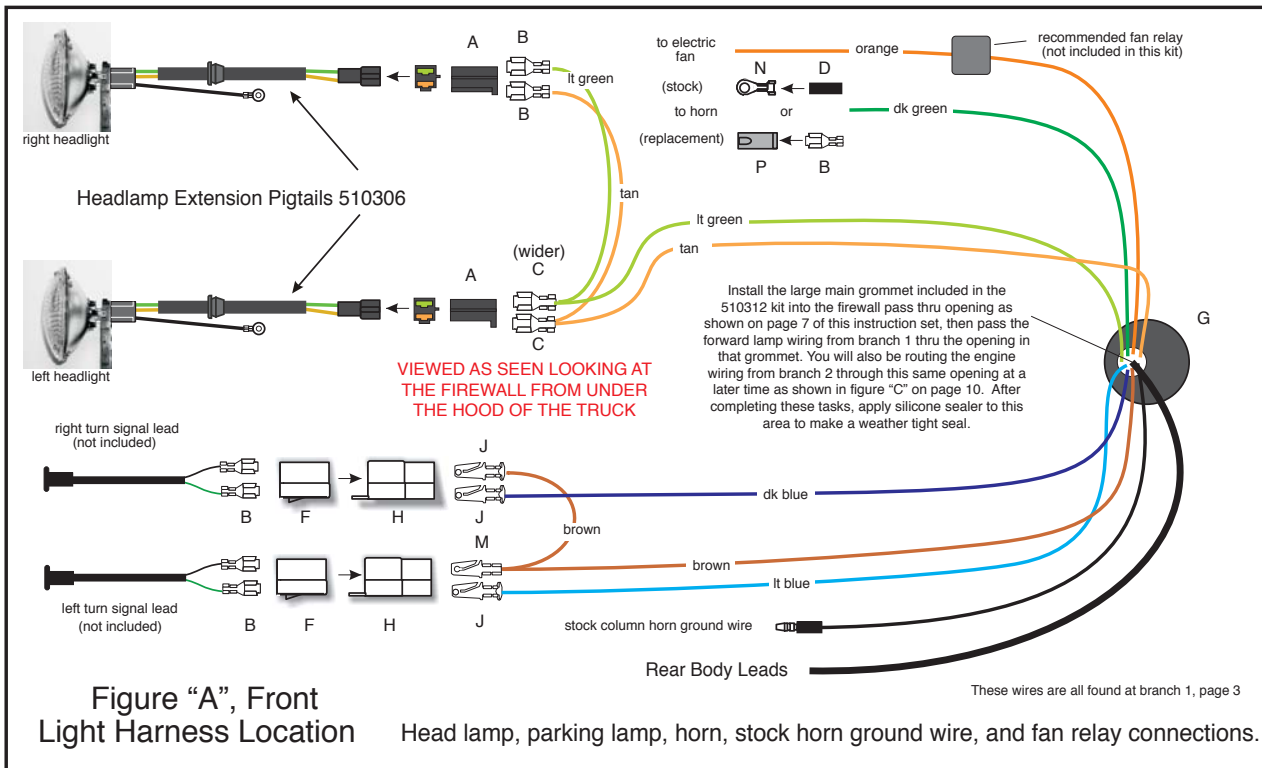 A
B
to electric
fan
orange
recommended fan relay
(not included in this kit)
lt green
(stock)
N
D
B
to horn
or
dk green
right headlight
(replacement)
P
B
Headlamp Extension Pigtails 510306
tan
lt green
(wider)
A
C
tan
Install the large main grommet included in the
510312 kit into the firewall pass thru opening as
shown on page 7 of this instruction set, then pass the
forward lamp wiring from branch 1 thru the opening in
that grommet. You will also be routing the engine
wiring from branch 2 through this same opening at a
later time as shown in figure “C” on page 10. After
completing these tasks, apply silicone sealer to this
area to make a weather tight seal.
G
C
left headlight
VIEWED AS SEEN LOOKING AT
THE FIREWALL FROM UNDER
THE HOOD OF THE TRUCK
right turn signal lead
(not included)
J
dk blue
B
F
H
J
brown
M
brown
lt blue
left turn signal lead
(not included)
B
F
H
J
stock column horn ground wire
Rear Body Leads
These wires are all found at branch 1, page 3
Figure “A”, Front
Light Harness Location
Head lamp, parking lamp, horn, stock horn ground wire, and fan relay connections.